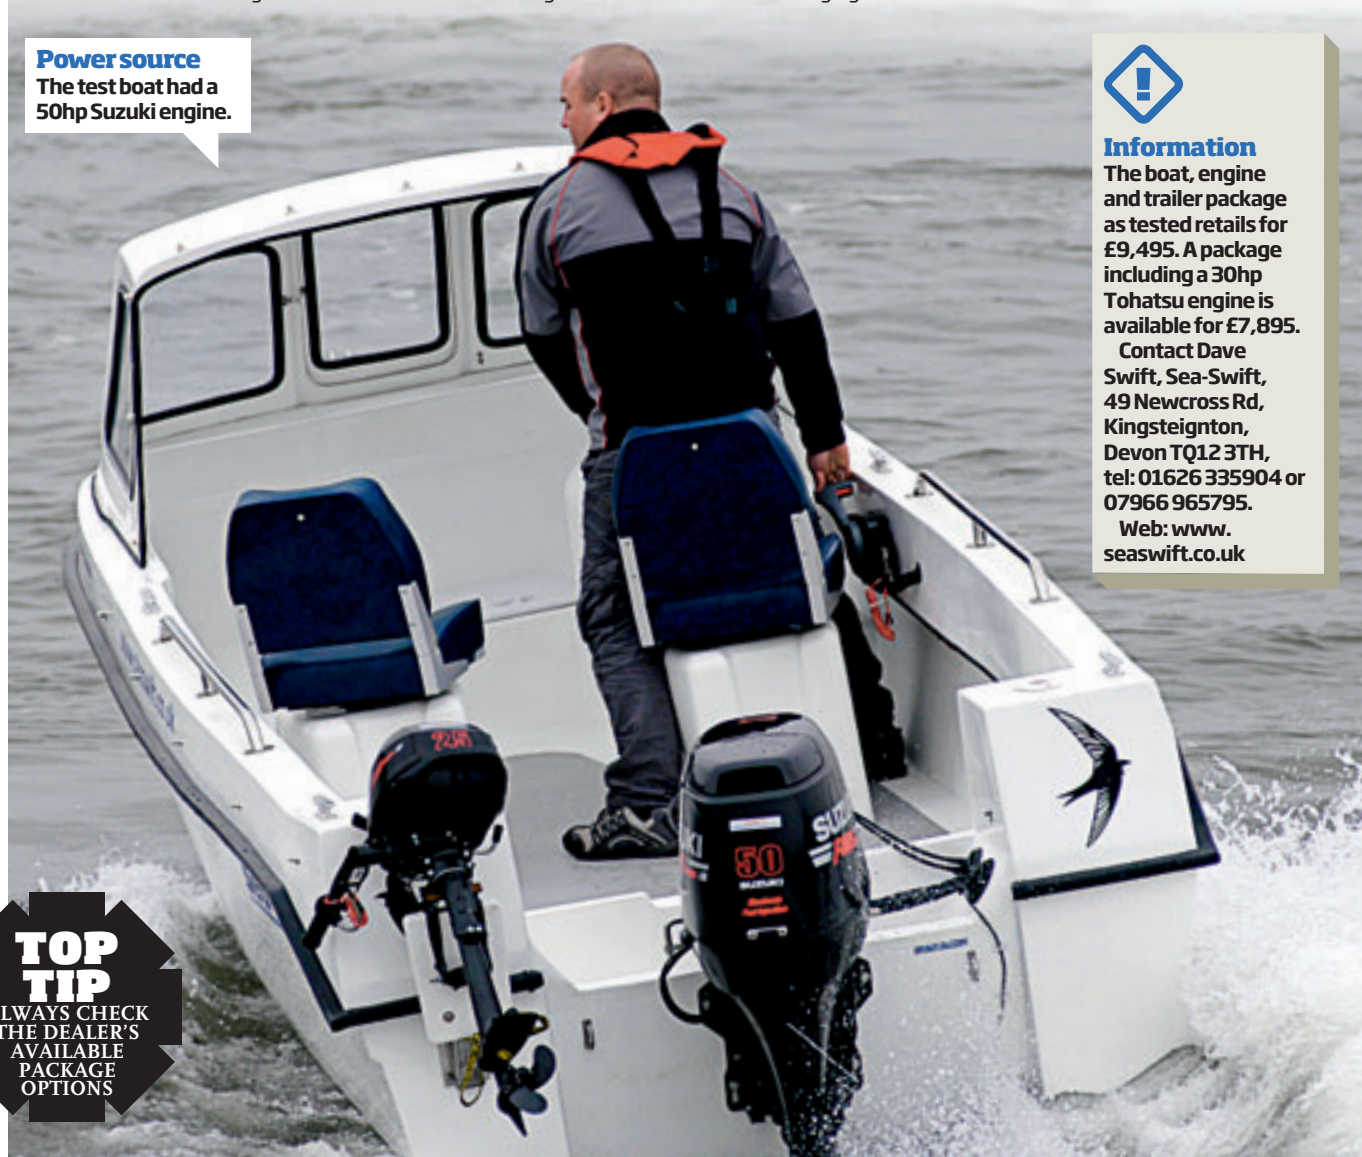 Power source
The test boat had a
50hp Suzuki engine.
Information
The boat, engine
and trailer package
as tested retails for
£9,495. A package
including a 30hp
Tohatsu engine is
available for £7,895.
Contact Dave
Swift, Sea-Swift,
49 Newcross Rd,
Kingsteignton,
Devon TQ12 3TH,
tel: 01626 335904 or
07966 965795.
Web: www.
seaswift.co.uk
50
SUZUKI
TOP
TIP
LWAYS CHECK
THE DEALER'S
AVAILABLE
PACKAGE
OPTIONS